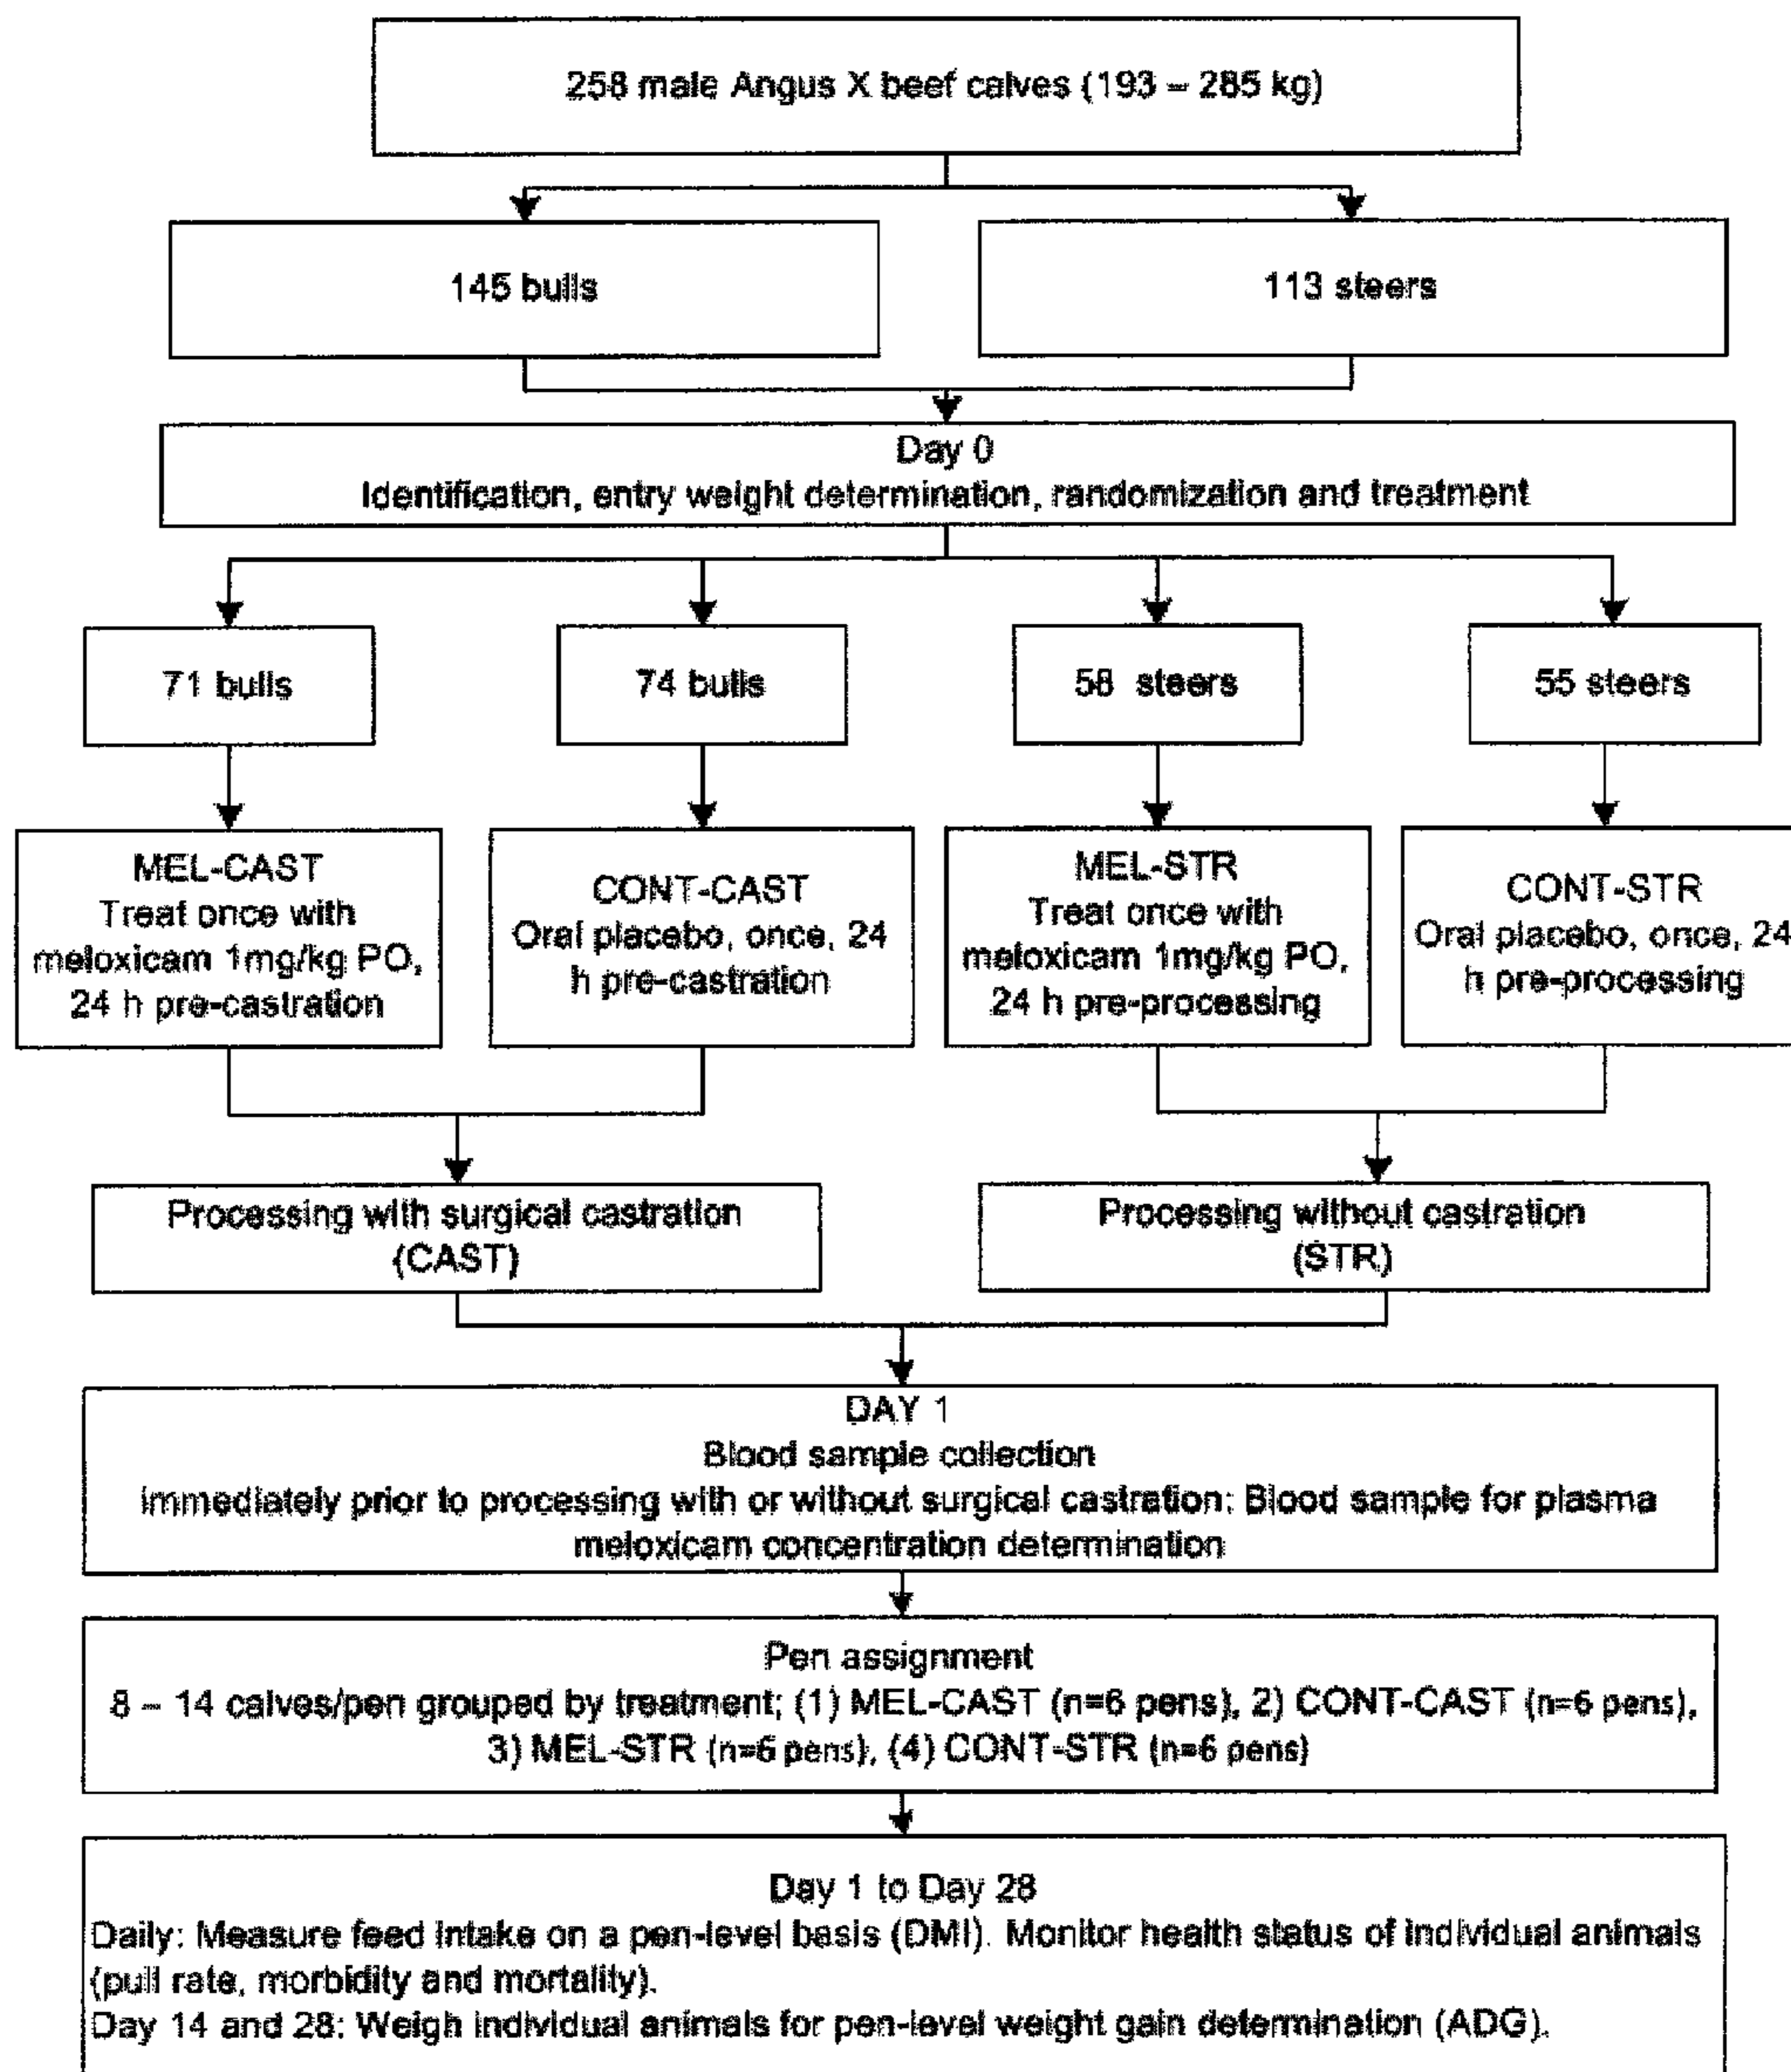 258 male Angus X beef calves (193 – 285 kg)
145 bulls
113 steers
Day 0
Identification, entry weight determination, randomization and treatment
71 bulls
74 bulls
58 steers
55 steers
MEL-CAST
Treat once with
meloxicam 1mg/kg PO,
24 h pre-castration
CONT-CAST
Oral placebo, once, 24
h pre-castration
MEL-STR
Treat once with
meloxicam 1mg/kg PO,
24 h pre-processing
CONT-STR
Oral placebo, once, 24
h pre-processing
Processing with surgical castration
(CAST)
Processing without castration
(STR)
DAY 1
Blood sample collection
Immediately prior to processing with or without surgical castration: Blood sample for plasma
meloxicam concentration determination
Pen assignment
8 – 14 calves/pen grouped by treatment; (1) MEL-CAST (n=6 pens), 2) CONT-CAST (n=6 pens),
3) MEL-STR (n=6 pens), (4) CONT-STR (n=6 pens)
Day 1 to Day 28
Daily: Measure feed intake on a pen-level basis (DMI). Monitor health status of individual animals
(pull rate, morbidity and mortality).
Day 14 and 28: Weigh individual animals for pen-level weight gain determination (ADG).